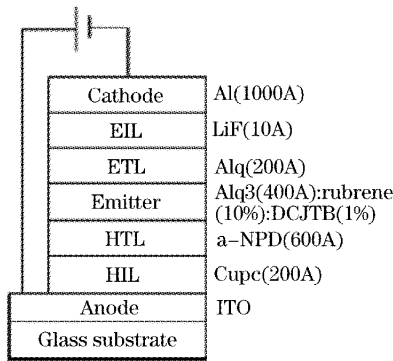 Cathode Al(1000A)
EIL LiF(10A)
ETL Alq(200A)
Emitter Alq3(400A):rubrene
(10%):DCJTB(1%)
HTL a-NPD(600A)
HIL Cupc(200A)
Anode ITO
Glass substrate